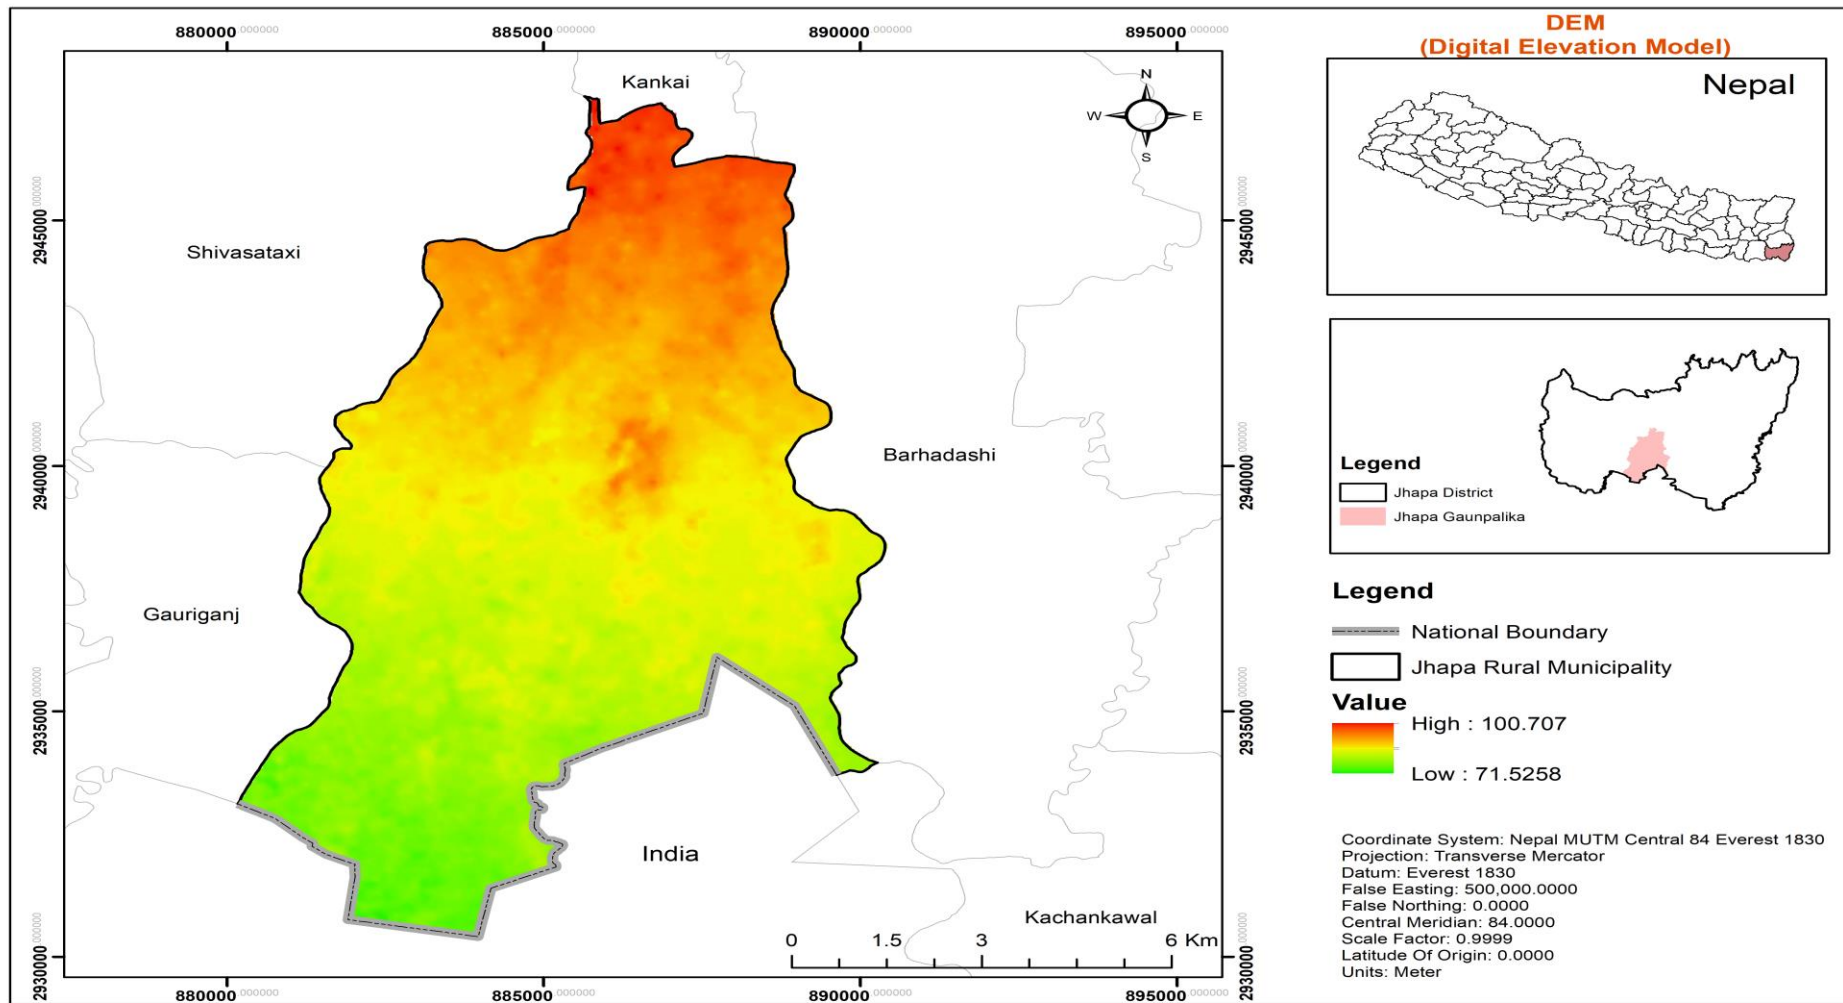 880000.000000 885000.000000 890000.000000 895000.000000
DEM
(Digital Elevation Model)
Nepal
Kankai
N
W E
S
2945000.000000
2945000.000000
Shivasataxi
2940000.000000
2940000.000000
Barhadashi
Legend
Jhapa District
Jhapa Gaunpalika
Gauriganj
Legend
National Boundary
Jhapa Rural Municipality
Value
High : 100.707
Low : 71.5258
2935000.000000
2935000.000000
India
Kachankawal
0 1.5 3 6 Km
2930000.000000
2930000.000000
Coordinate System: Nepal MUTM Central 84 Everest 1830
Projection: Transverse Mercator
Datum: Everest 1830
False Easting: 500,000.0000
False Northing: 0.0000
Central Meridian: 84.0000
Scale Factor: 0.9999
Latitude Of Origin: 0.0000
Units: Meter
880000.000000 885000.000000 890000.000000 895000.000000